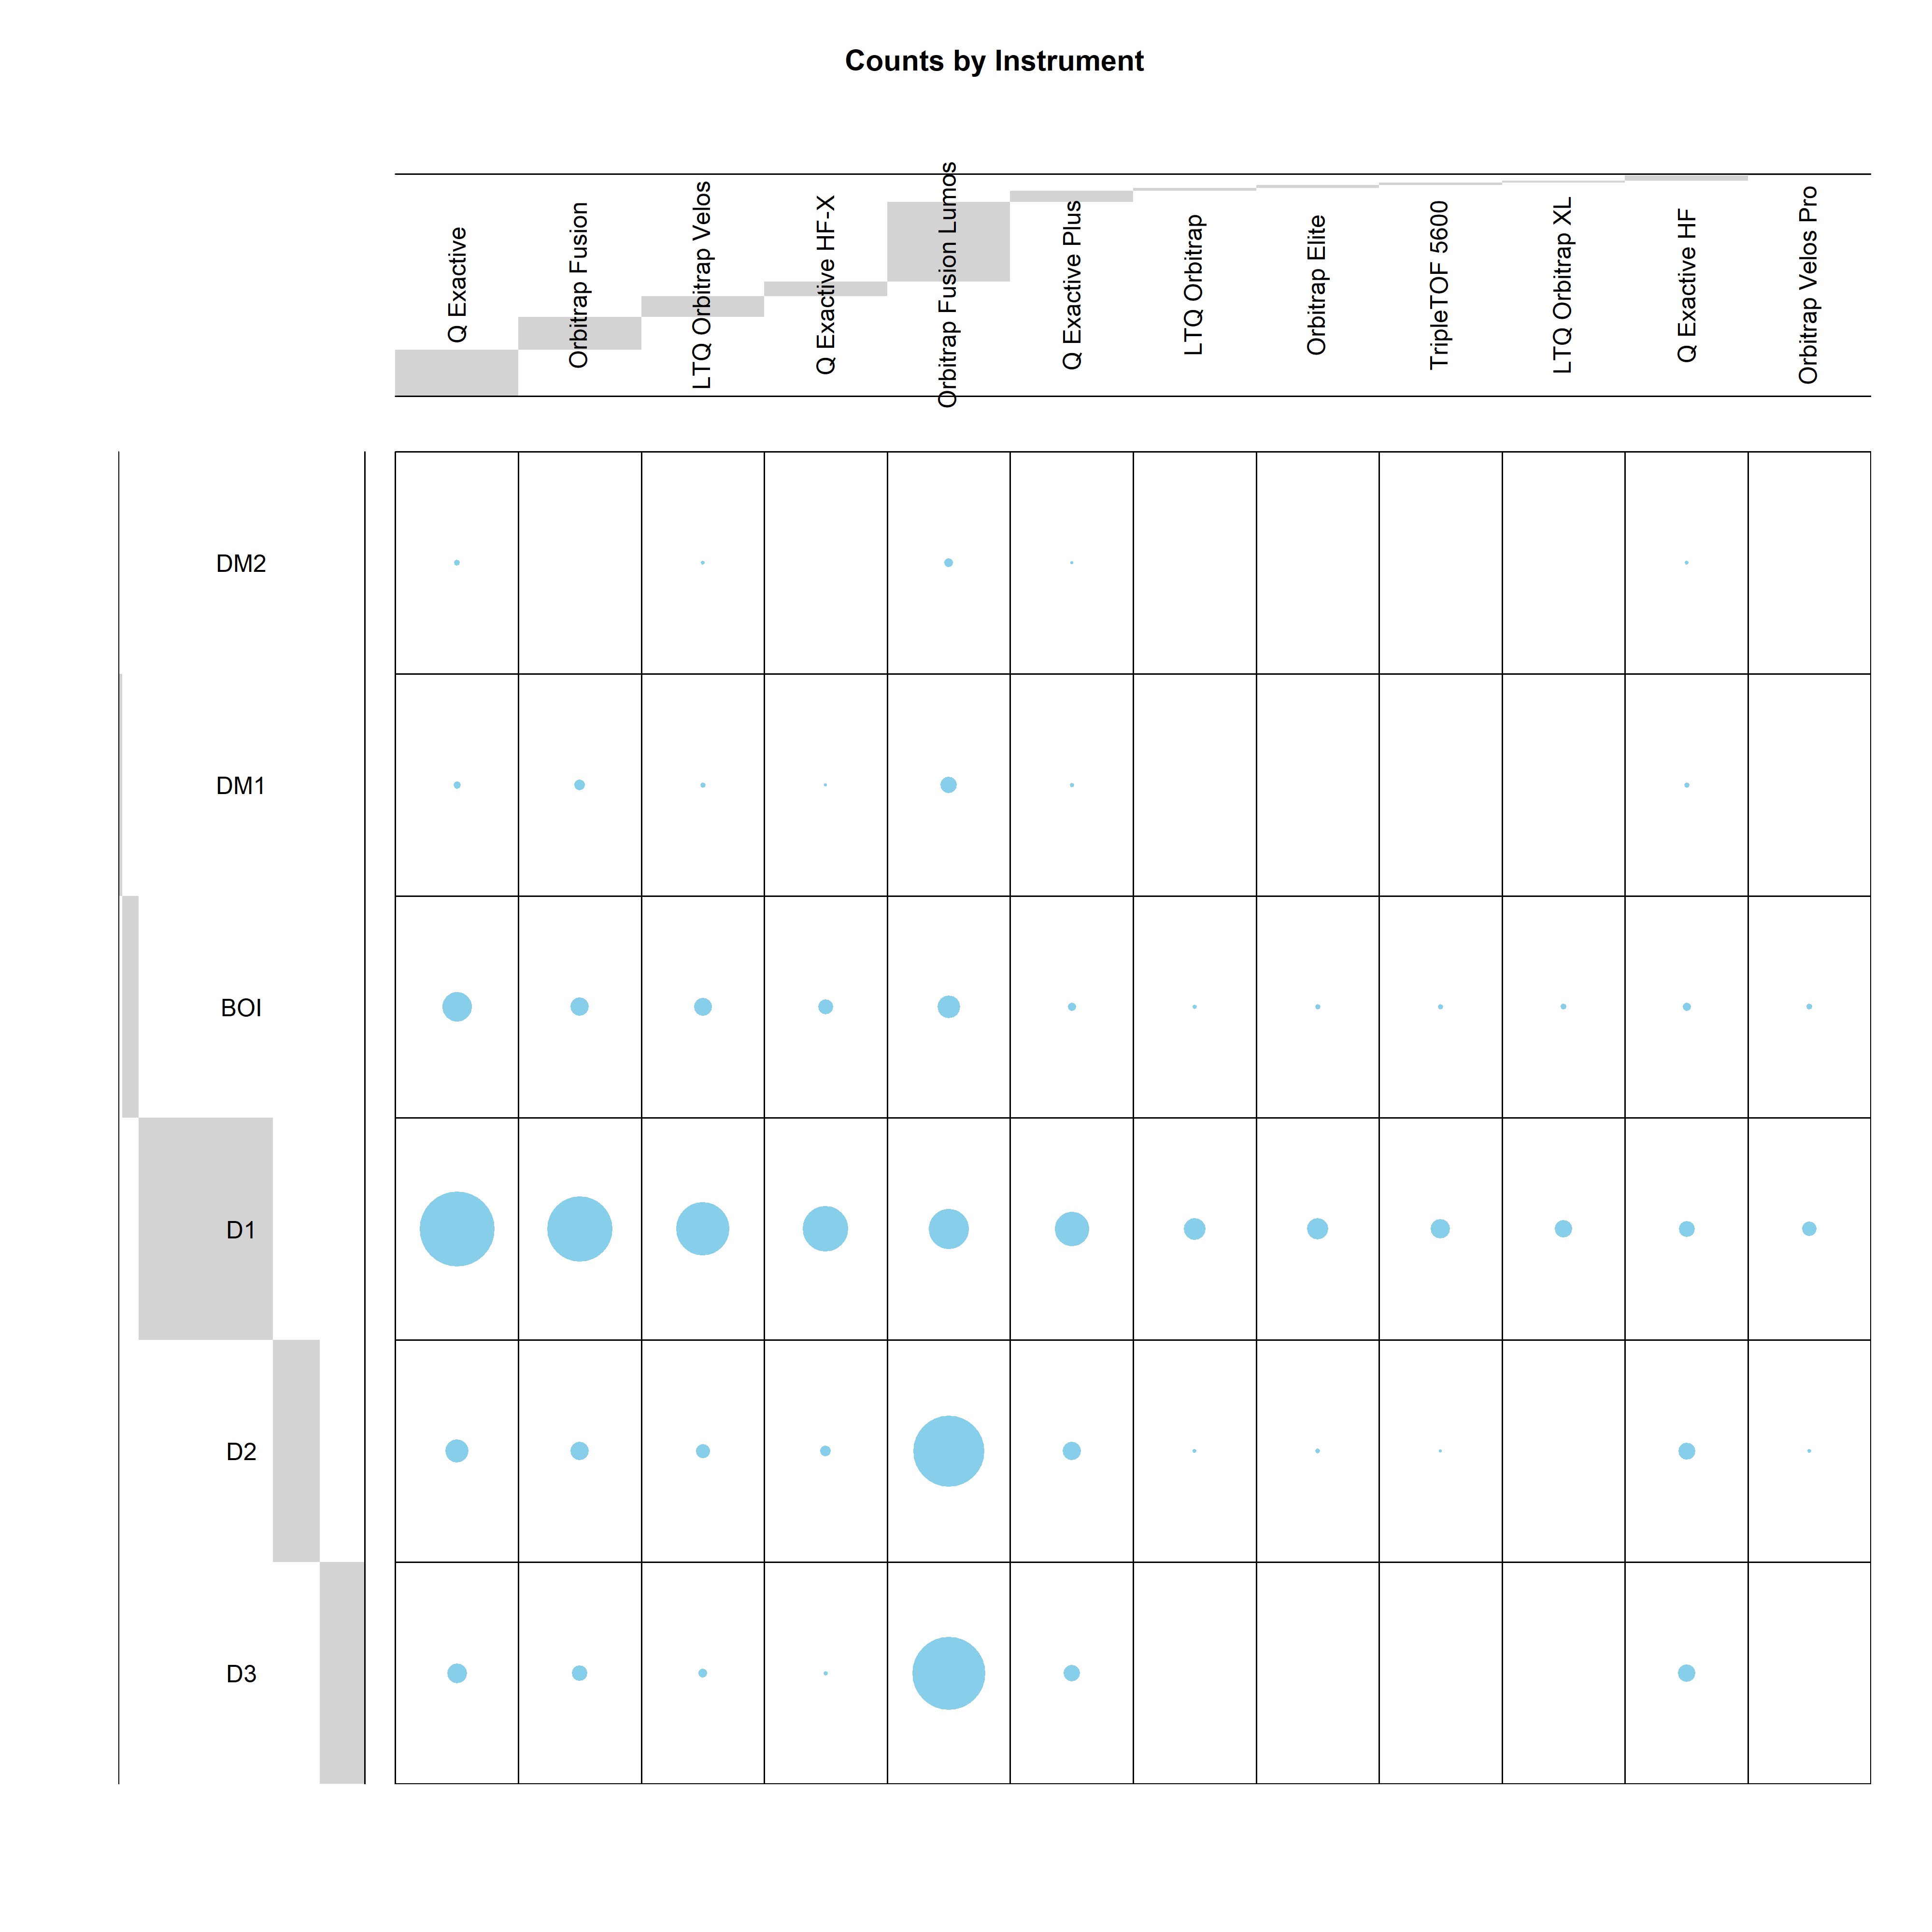 Counts by Instrument
Q Exactive
Orbitrap Fusion
LTQ Orbitrap Velos
Q Exactive HF-X
Orbitrap Fusion Lumos
Q Exactive Plus
LTQ Orbitrap
Orbitrap Elite
TripleTOF 5600
LTQ Orbitrap XL
Q Exactive HF
Orbitrap Velos Pro
DM2
DM1
BOI
D1
D2
D3